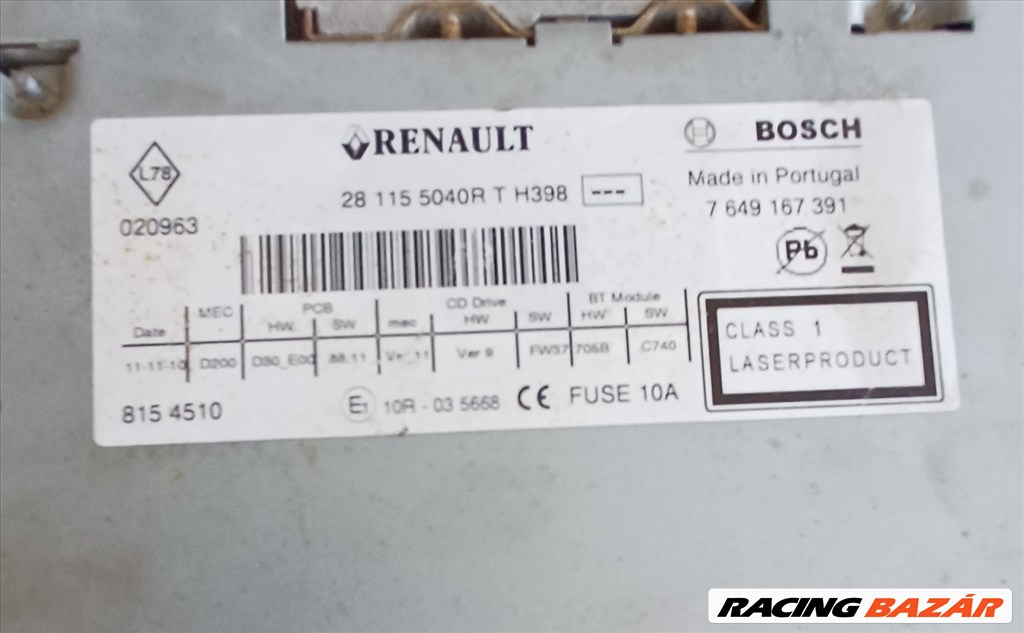 L78
020963
RENAULT
28 115 5040R T H398 ---
BOSCH
Made in Portugal
7 649 167 391
Pb
Date MEC PCB CD Drive BT Module
HW. SW mec HW SW HW SW.
11-11-10 D200 D30_E00 88.11 Ver 9 FW37 705B C740
815 4510
E1 10R - 03 5668 CE FUSE 10A
CLASS 1
LASERPRODUCT
RACING BAZÁR